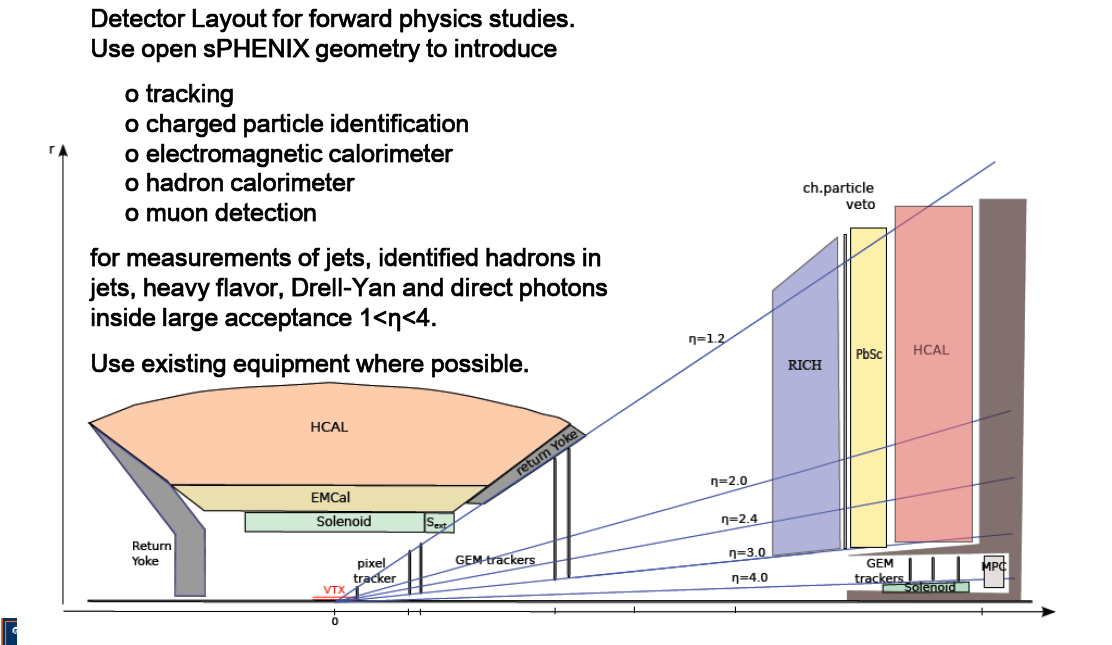 Detector Layout for forward physics studies.
Use open sPHENIX geometry to introduce
o tracking
o charged particle identification
o electromagnetic calorimeter
o hadron calorimeter
o muon detection
for measurements of jets, identified hadrons in
jets, heavy flavor, Drell-Yan and direct photons
inside large acceptance 1<η<4.
Use existing equipment where possible.
r
ch.particle
veto
η=1.2
RICH
PbSc
HCAL
HCAL
return Yoke
EMCal
Solenoid
Sext
η=2.0
η=2.4
Return
Yoke
pixel
tracker
GEM trackers
η=3.0
η=4.0
GEM
trackers
MPC
Solenoid
VTX
0